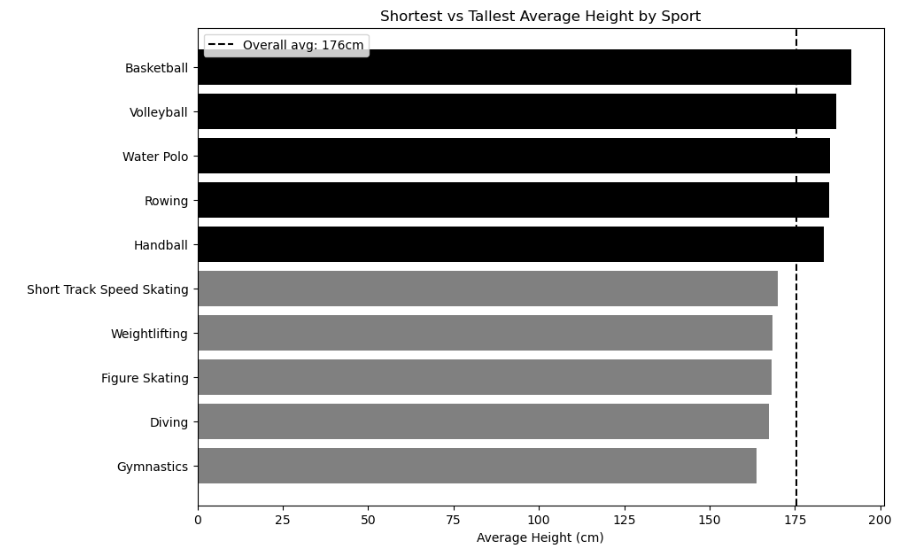 Shortest vs Tallest Average Height by Sport
Overall avg: 176cm
Basketball
Volleyball
Water Polo
Rowing
Handball
Short Track Speed Skating
Weightlifting
Figure Skating
Diving
Gymnastics
0 25 50 75 100 125 150 175 200
Average Height (cm)